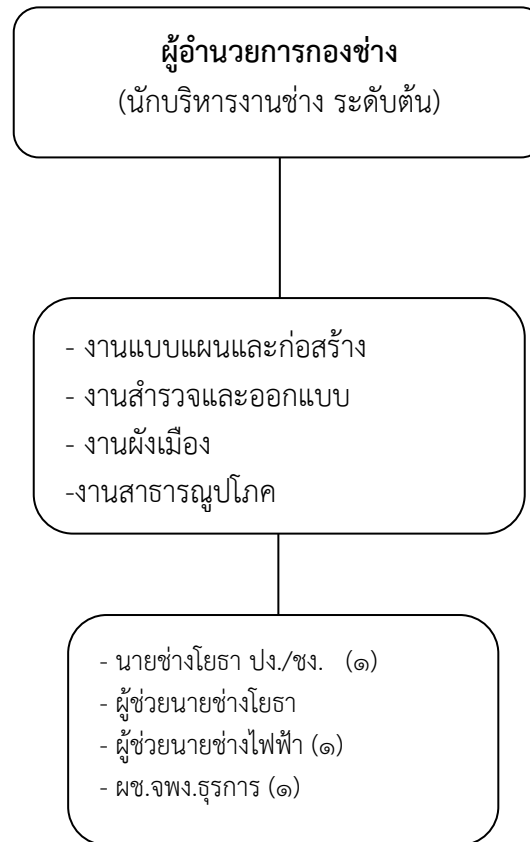 ผู้อำนวยการกองช่าง
(นักบริหารงานช่าง ระดับต้น)
- งานแบบแผนและก่อสร้าง
- งานสำรวจและออกแบบ
- งานผังเมือง
-งานสาธารณูปโภค
- นายช่างโยธา ปง./ชง. (๑)
- ผู้ช่วยนายช่างโยธา
- ผู้ช่วยนายช่างไฟฟ้า (๑)
- ผช.จพง.ธุรการ (๑)